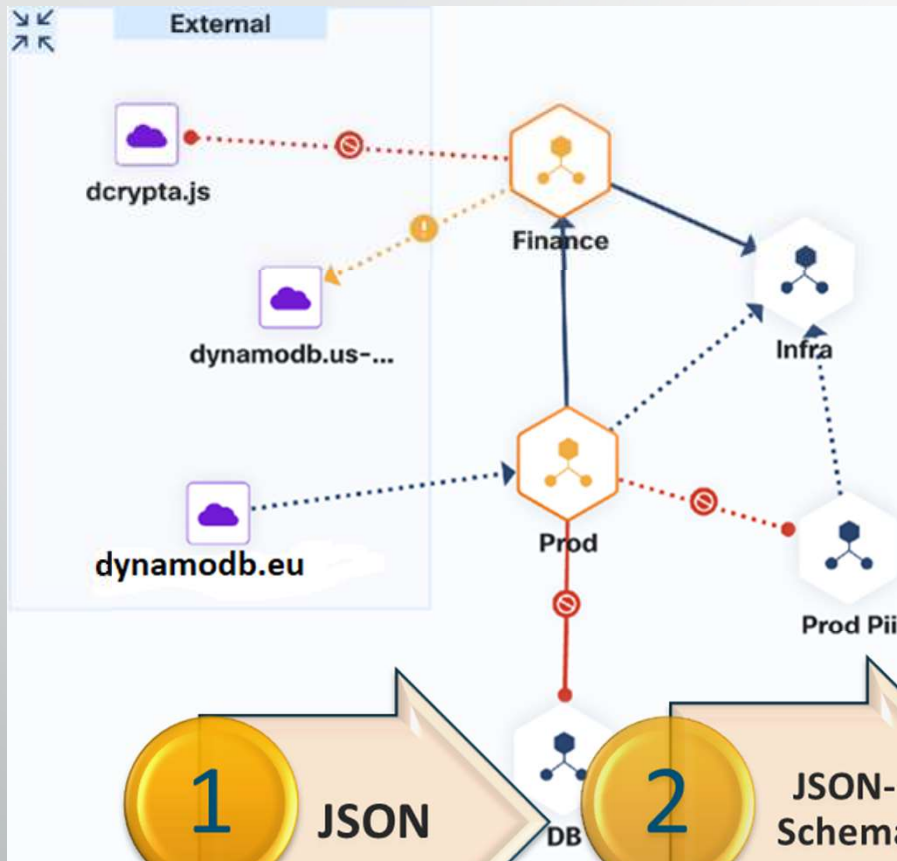 External
dcrypta.js
Finance
dynamodb.us-...
Infra
dynamodb.eu
Prod
Prod Pii
DB
1
JSON
2
JSON-
Schema